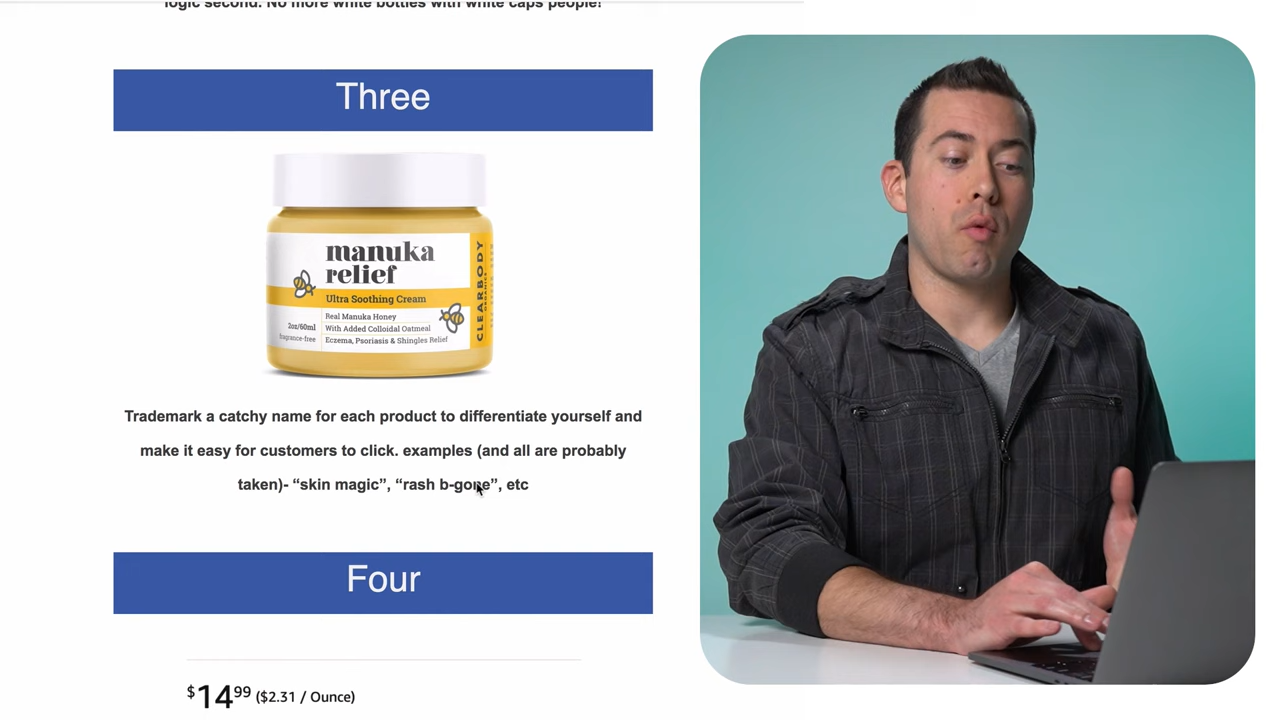 logic second. No more white bottles with white caps people!
Three
manuka
relief
Ultra Soothing Cream
Real Manuka Honey
With Added Colloidal Oatmeal
Eczema, Psoriasis & Shingles Relief
2oz/60ml
fragrance-free
CLEARBODY
Trademark a catchy name for each product to differentiate yourself and
make it easy for customers to click. examples (and all are probably
taken)- “skin magic”, “rash b-gone”, etc
Four
$14.99 ($2.31 / Ounce)